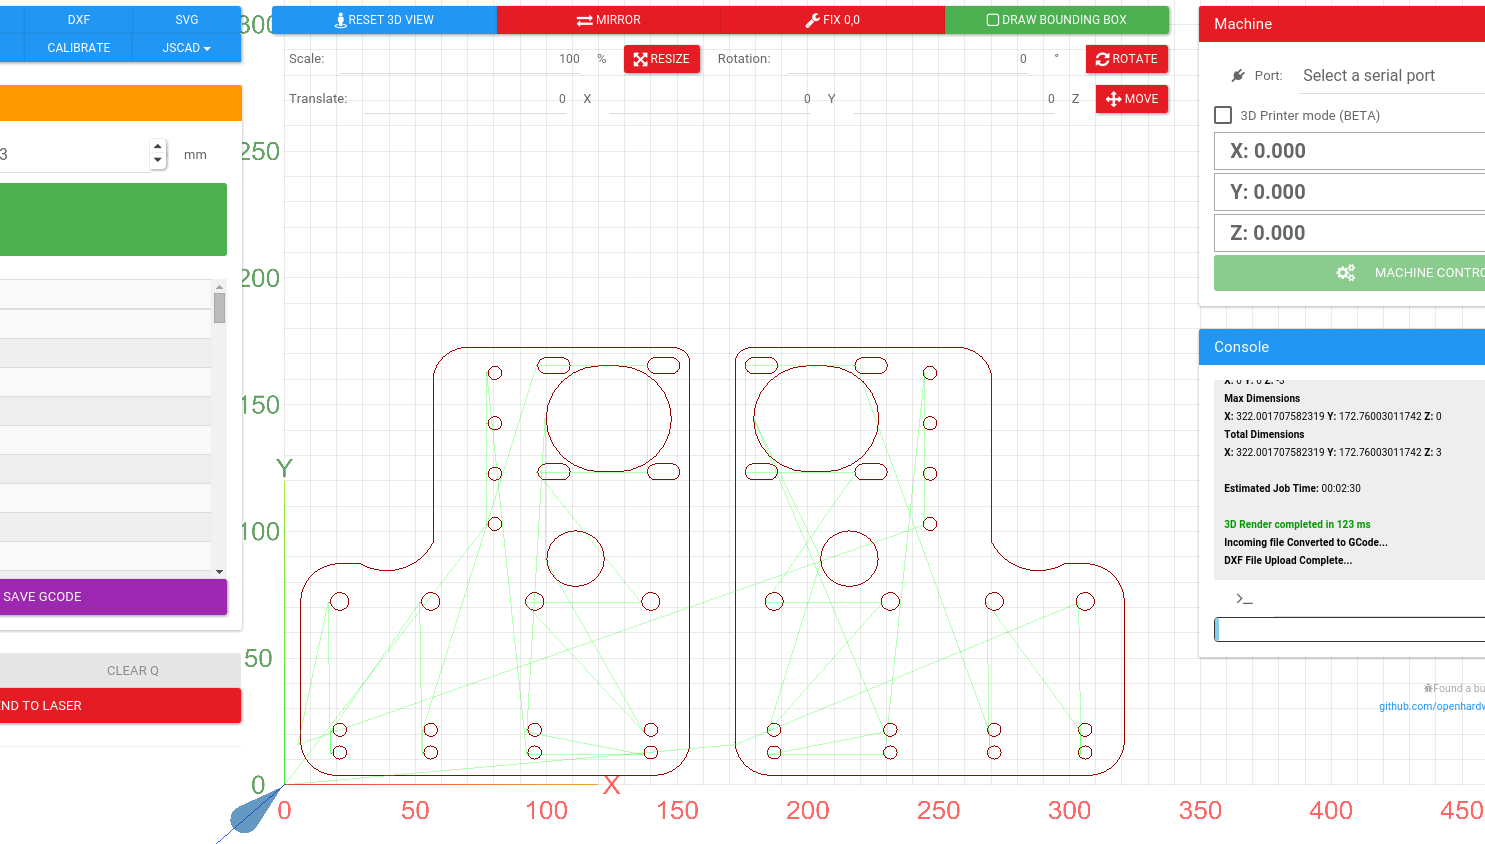 DXF
SVG
CALIBRATE
JSCAD
3
mm
SAVE GCODE
CLEAR Q
ND TO LASER
RESET 3D VIEW
MIRROR
FIX 0,0
DRAW BOUNDING BOX
Scale:
100
%
RESIZE
Rotation:
0
°
ROTATE
Translate:
0
X
0
Y
0
Z
MOVE
300
250
200
150
100
50
0
Y
X
0
50
100
150
200
250
300
350
400
450
Machine
Port:
Select a serial port
3D Printer mode (BETA)
X: 0.000
Y: 0.000
Z: 0.000
MACHINE CONTRO
Console
X: 0 Y: 0 Z: -3
Max Dimensions
X: 322.001707582319 Y: 172.76003011742 Z: 0
Total Dimensions
X: 322.001707582319 Y: 172.76003011742 Z: 3
Estimated Job Time: 00:02:30
3D Render completed in 123 ms
Incoming file Converted to GCode...
DXF File Upload Complete...
>_
Found a bu
github.com/openhardw